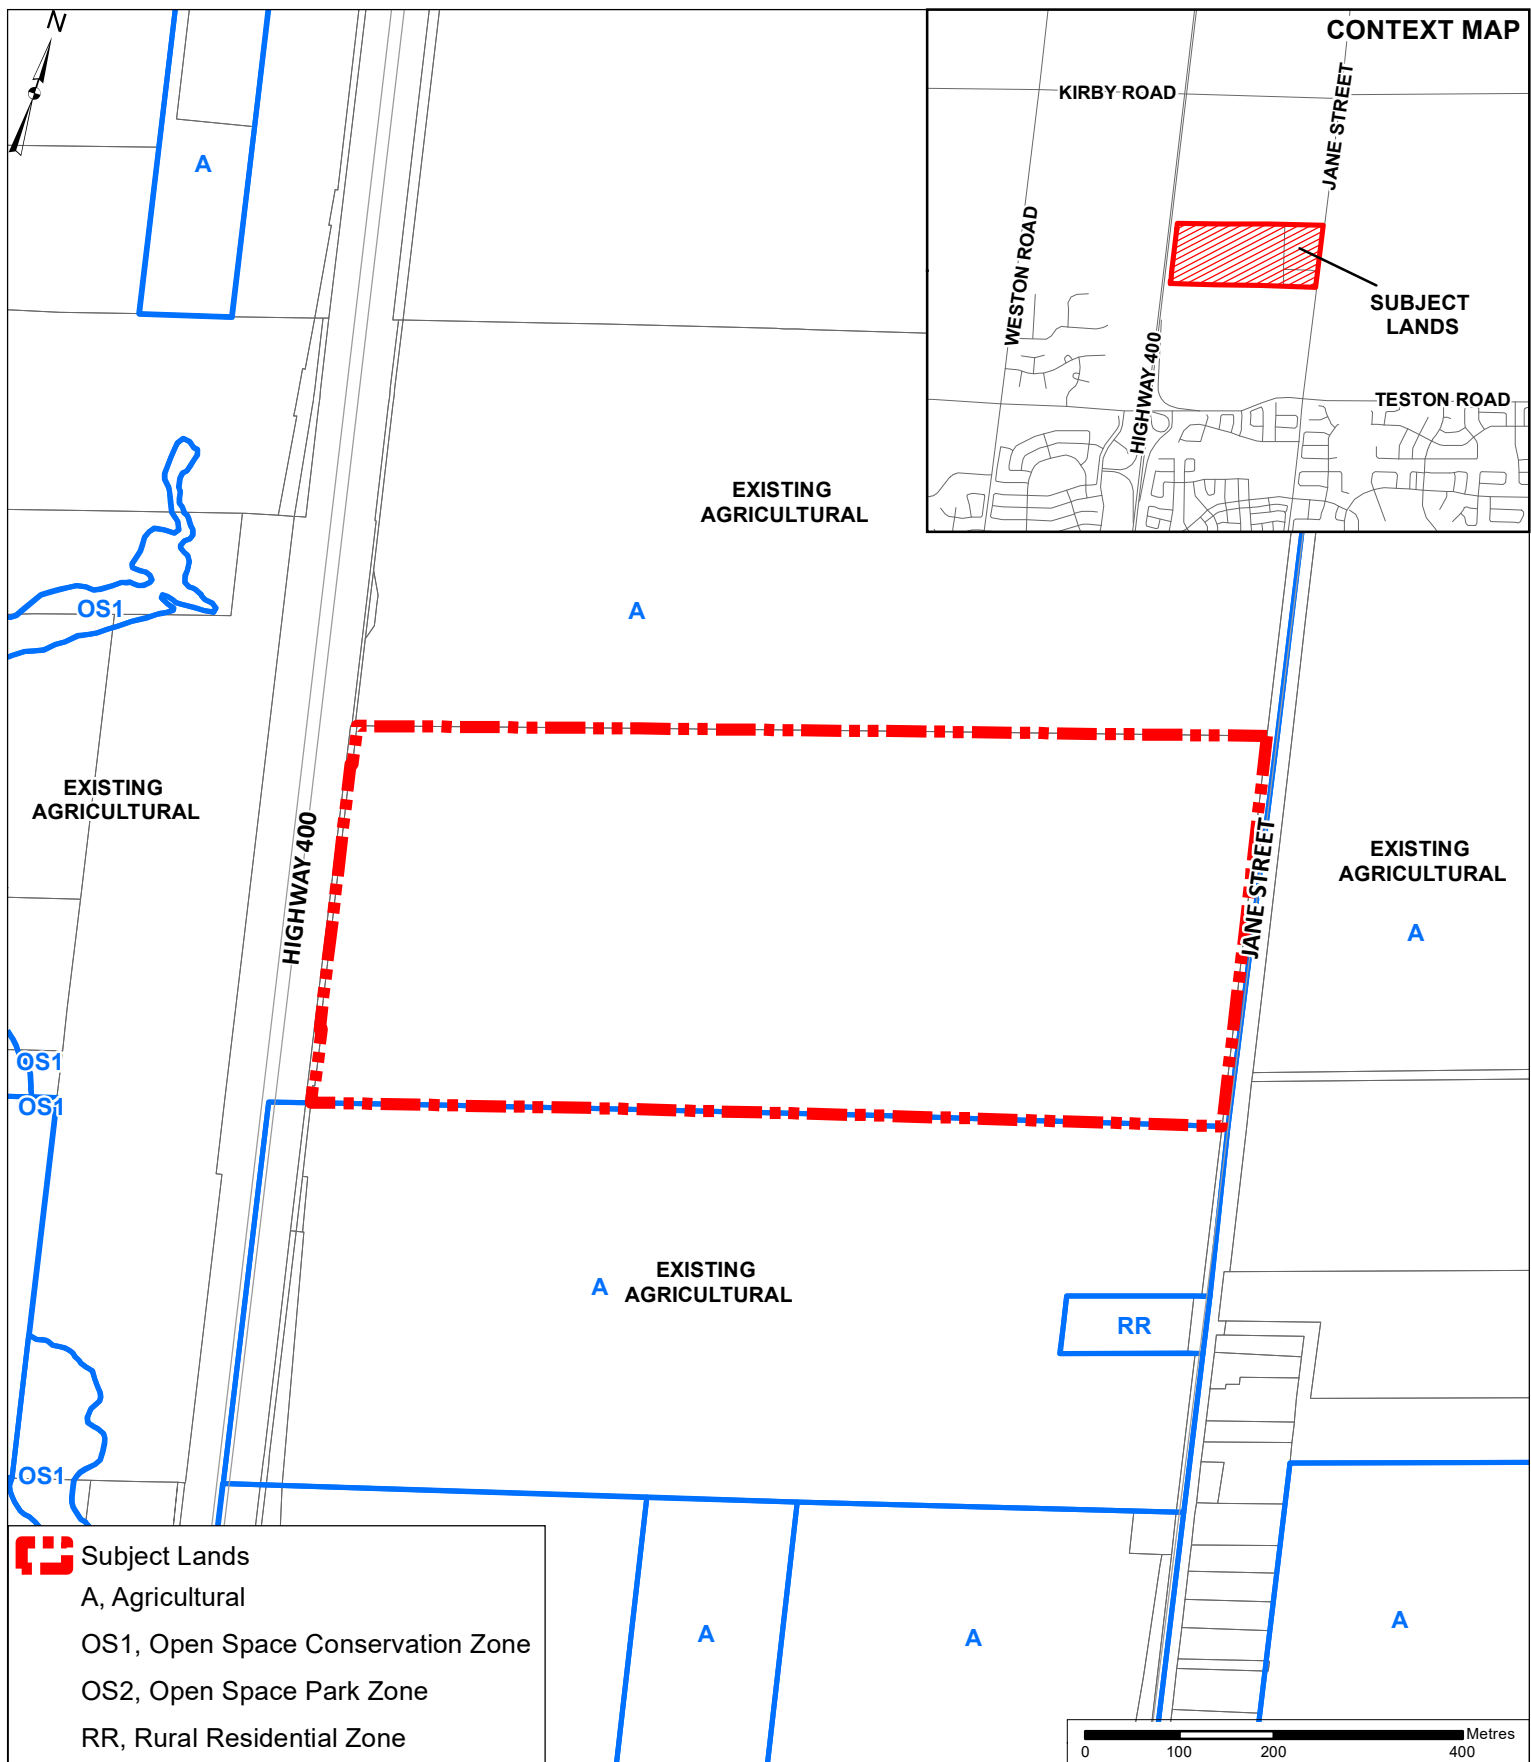 N
CONTEXT MAP
KIRBY ROAD
JANE STREET
WESTON ROAD
SUBJECT
LANDS
HIGHWAY 400
TESTON ROAD
A
EXISTING
AGRICULTURAL
OS1
A
EXISTING
AGRICULTURAL
HIGHWAY 400
JANE STREET
EXISTING
AGRICULTURAL
A
OS1
OS1
EXISTING
AGRICULTURAL
A
RR
OS1
A
A
A
Subject Lands
A, Agricultural
OS1, Open Space Conservation Zone
OS2, Open Space Park Zone
RR, Rural Residential Zone
Metres
0 100 200 400